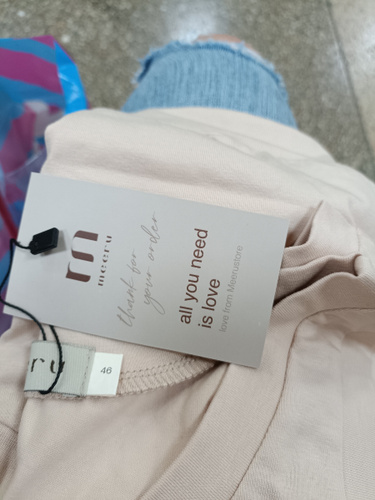 m
meeru
thank for
your order
all you need
is love
love from Meerustore
ru
46